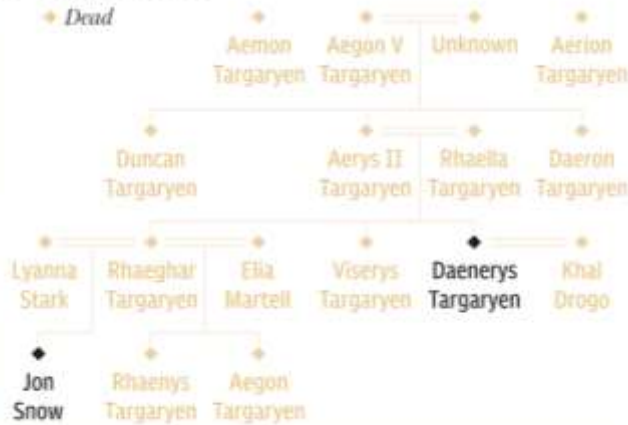 Dead
Aemon Aegon V Unknown Aerion
Targaryen Targaryen Targaryen
Duncan Aerys II Rhaella Daeron
Targaryen Targaryen Targaryen Targaryen
Lyanna Rhaeghar Elia Viserys Daenerys Khal
Stark Targaryen Martell Targaryen Targaryen Drogo
Jon Rhaenys Aegon
Snow Targaryen Targaryen